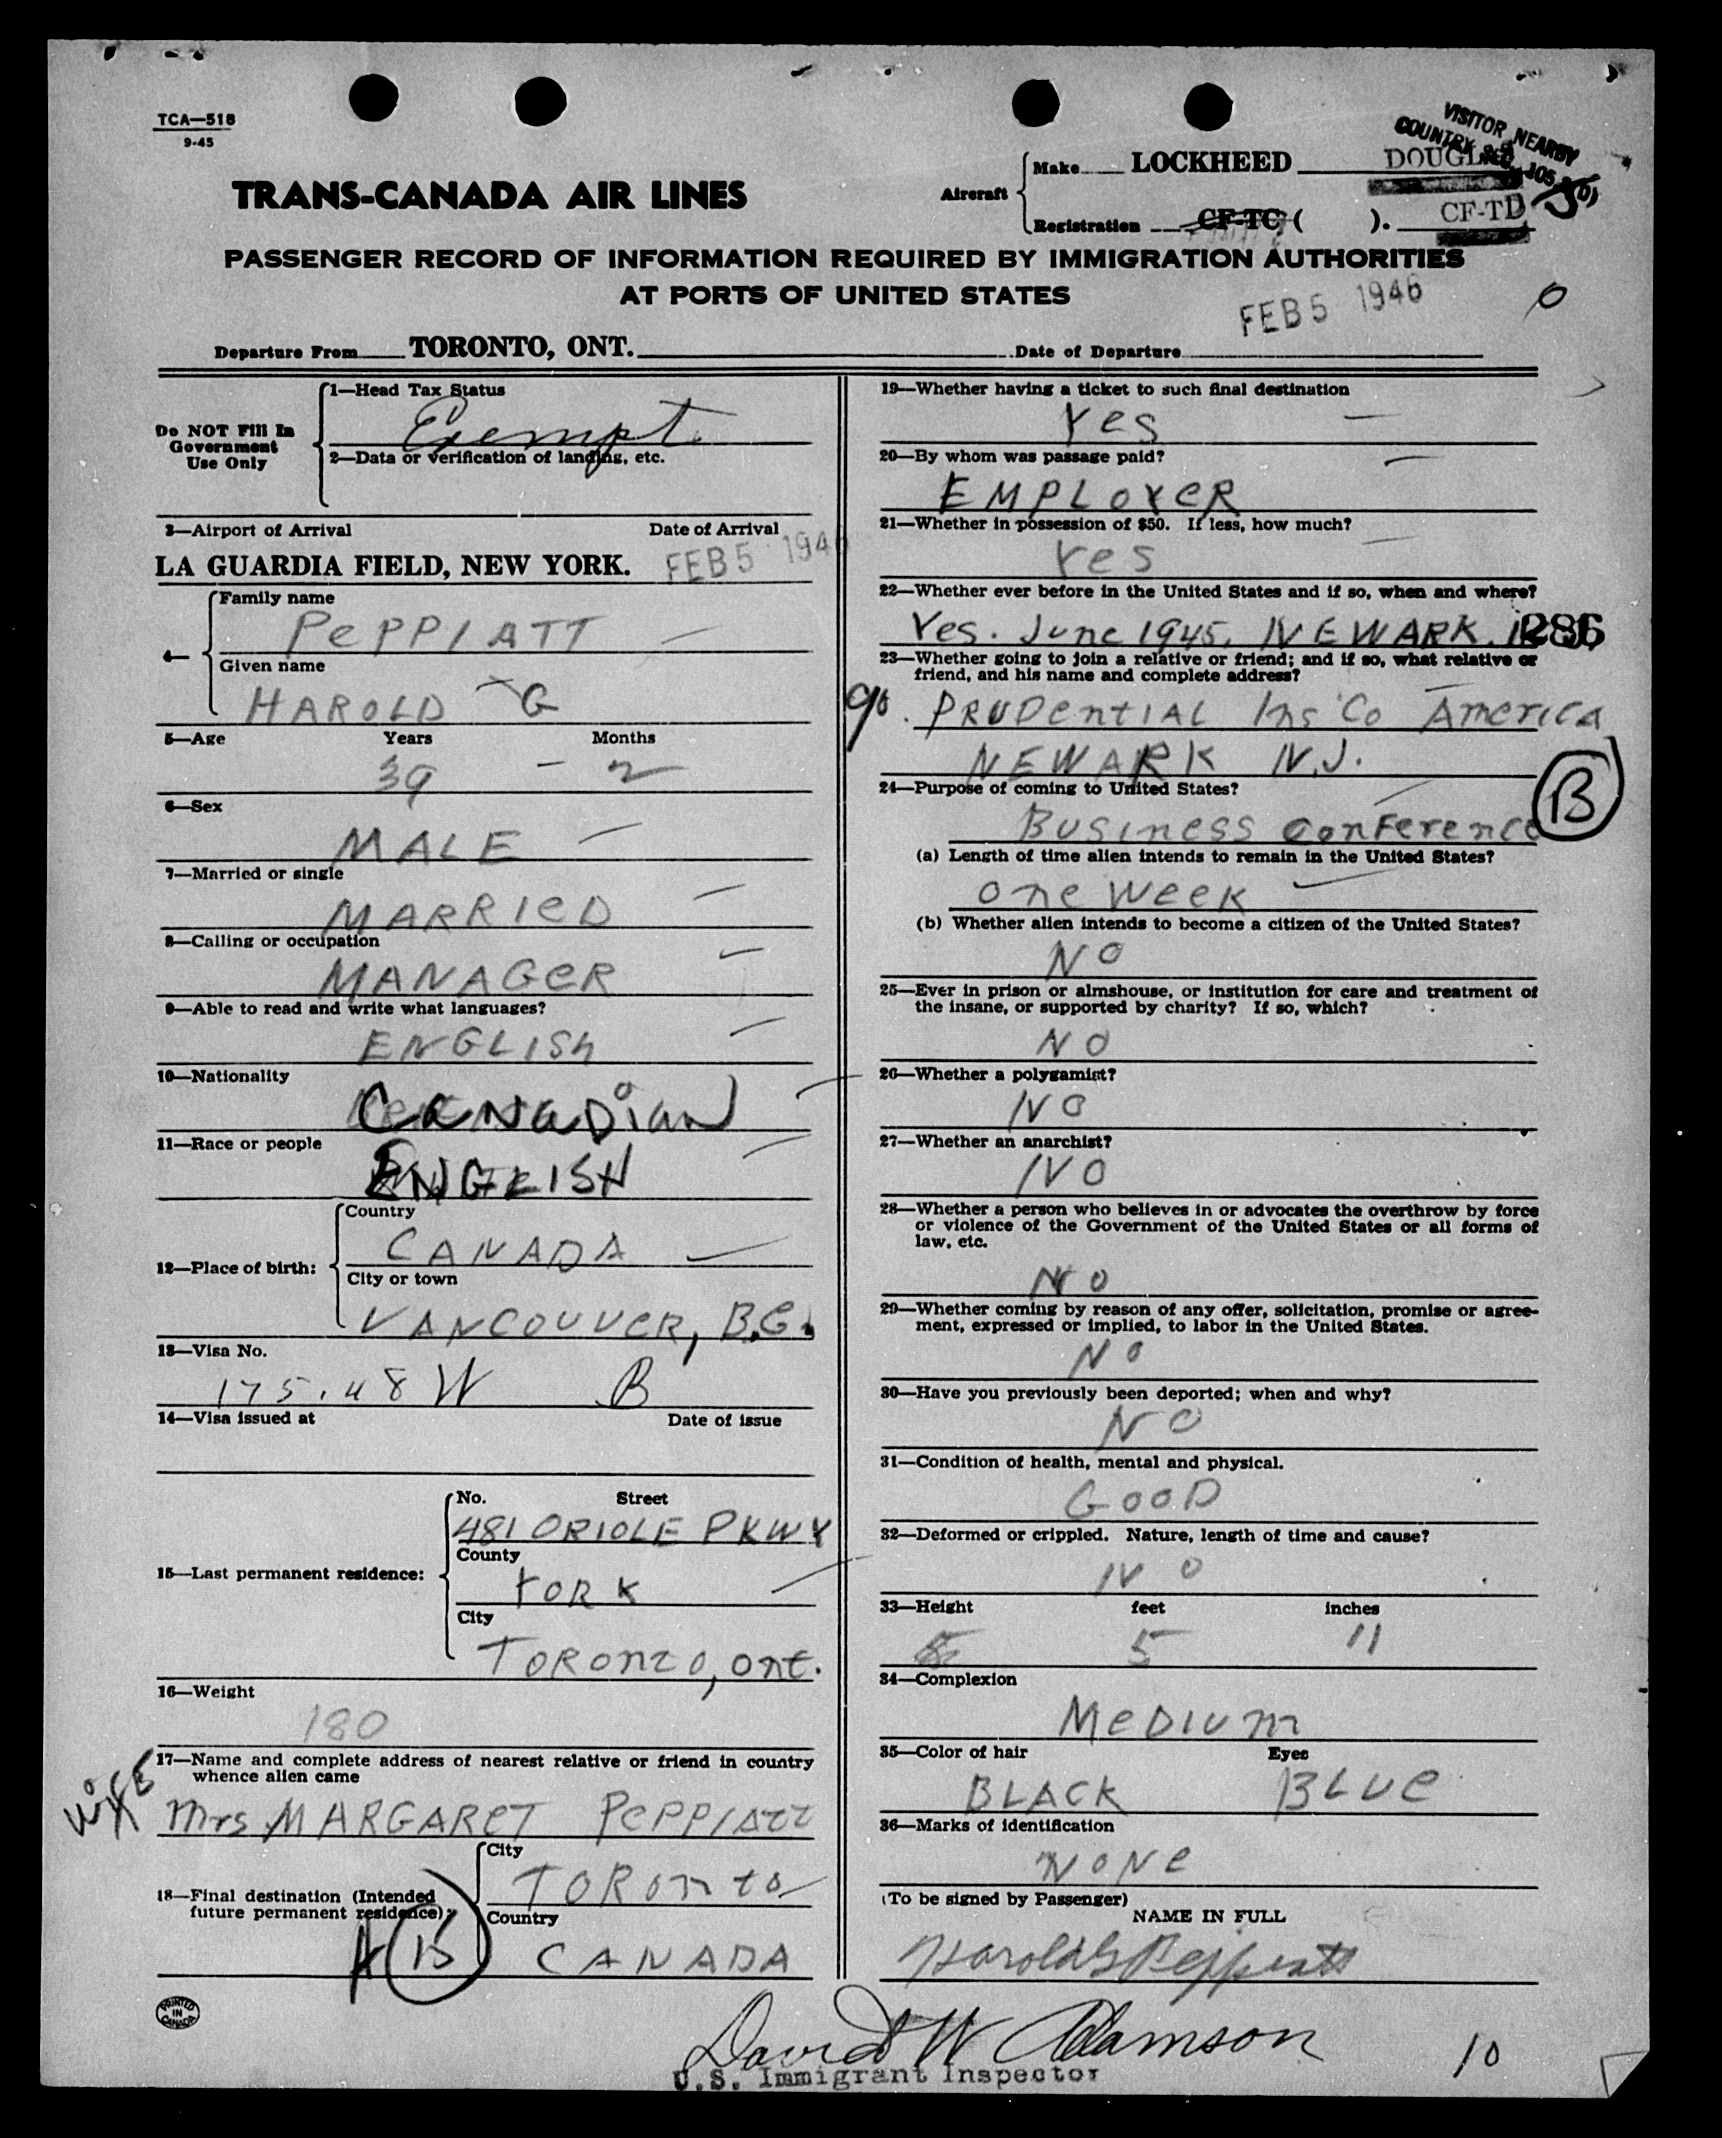 TCA—518
9-45
VISITOR NEARBY
COUNTRY SEC.
TRANS-CANADA AIR LINES
Aircraft
Make LOCKHEED DOUGLAS
Registration CF-TC ( ). CF-TD
PASSENGER RECORD OF INFORMATION REQUIRED BY IMMIGRATION AUTHORITIES
AT PORTS OF UNITED STATES
FEB 5 1946
Departure From TORONTO, ONT. Date of Departure
Do NOT Fill In
Government
Use Only
1—Head Tax Status
Exempt.
2—Data or verification of landing, etc.
3—Airport of Arrival Date of Arrival
LA GUARDIA FIELD, NEW YORK. FEB 5 1946
4—
Family name
PePPIATT
Given name
HAROLD G
5—Age Years Months
39 - 2
6—Sex
MALE
7—Married or single
MARRIeD
8—Calling or occupation
MANAGeR
9—Able to read and write what languages?
ENGLISh
10—Nationality
CaNaDian
11—Race or people
ENGLISH
12—Place of birth:
Country
CANADA
City or town
VANCOUVeR, B.C.
13—Visa No.
175.48 W B
14—Visa issued at Date of issue
15—Last permanent residence:
No. Street
481 ORIOLE PKWY
County
YORK
City
TORonto, ont.
16—Weight
180
17—Name and complete address of nearest relative or friend in country
whence alien came
wife
Mrs MARGAReT PePPIATT
18—Final destination (Intended
future permanent residence):
City
TORonto
Country
CANADA
PRINTED
IN
CANADA
19—Whether having a ticket to such final destination
Yes
20—By whom was passage paid?
EMPLOYeR
21—Whether in possession of $50. If less, how much?
Yes
22—Whether ever before in the United States and if so, when and where?
Yes. June 1945, NEWARK, 286
23—Whether going to join a relative or friend; and if so, what relative or
friend, and his name and complete address?
PRUDentIAL Ins Co America
NEWARK N.J.
24—Purpose of coming to United States?
BUSIness conFerence
B
(a) Length of time alien intends to remain in the United States?
one week
(b) Whether alien intends to become a citizen of the United States?
NO
25—Ever in prison or almshouse, or institution for care and treatment of
the insane, or supported by charity? If so, which?
NO
26—Whether a polygamist?
NO
27—Whether an anarchist?
NO
28—Whether a person who believes in or advocates the overthrow by force
or violence of the Government of the United States or all forms of
law, etc.
NO
29—Whether coming by reason of any offer, solicitation, promise or agree-
ment, expressed or implied, to labor in the United States.
NO
30—Have you previously been deported; when and why?
NO
31—Condition of health, mental and physical.
GOOD
32—Deformed or crippled. Nature, length of time and cause?
NO
33—Height feet inches
5 11
34—Complexion
MeDIUm
35—Color of hair Eyes
BLACK BLUe
36—Marks of identification
NONe
(To be signed by Passenger)
NAME IN FULL
Harold G Peppiatt
David W Adamson
U.S. Immigrant Inspector
10